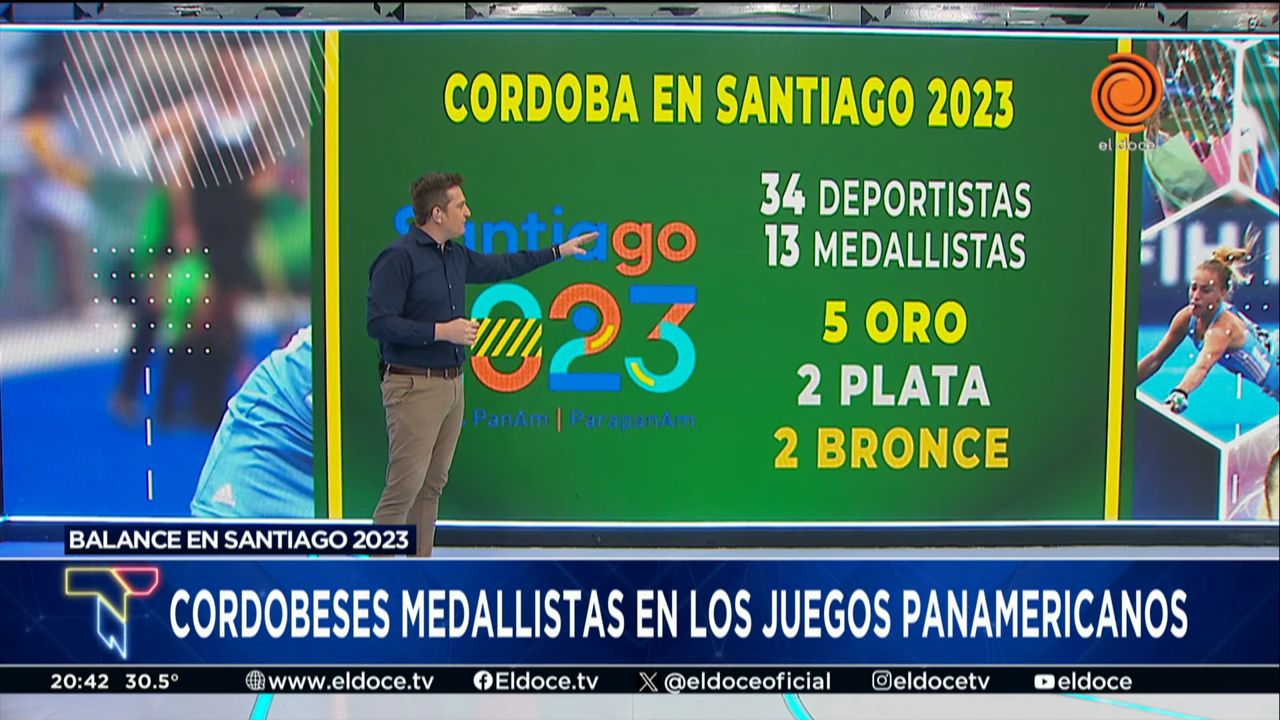 CORDOBA EN SANTIAGO 2023
el doce
34 DEPORTISTAS
13 MEDALLISTAS
5 ORO
2 PLATA
2 BRONCE
Santiago
023
PanAm | ParapanAm
FIH
BALANCE EN SANTIAGO 2023
CORDOBESES MEDALLISTAS EN LOS JUEGOS PANAMERICANOS
20:42 30.5° www.eldoce.tv Eldoce.tv @eldoceoficial eldocetv eldoce